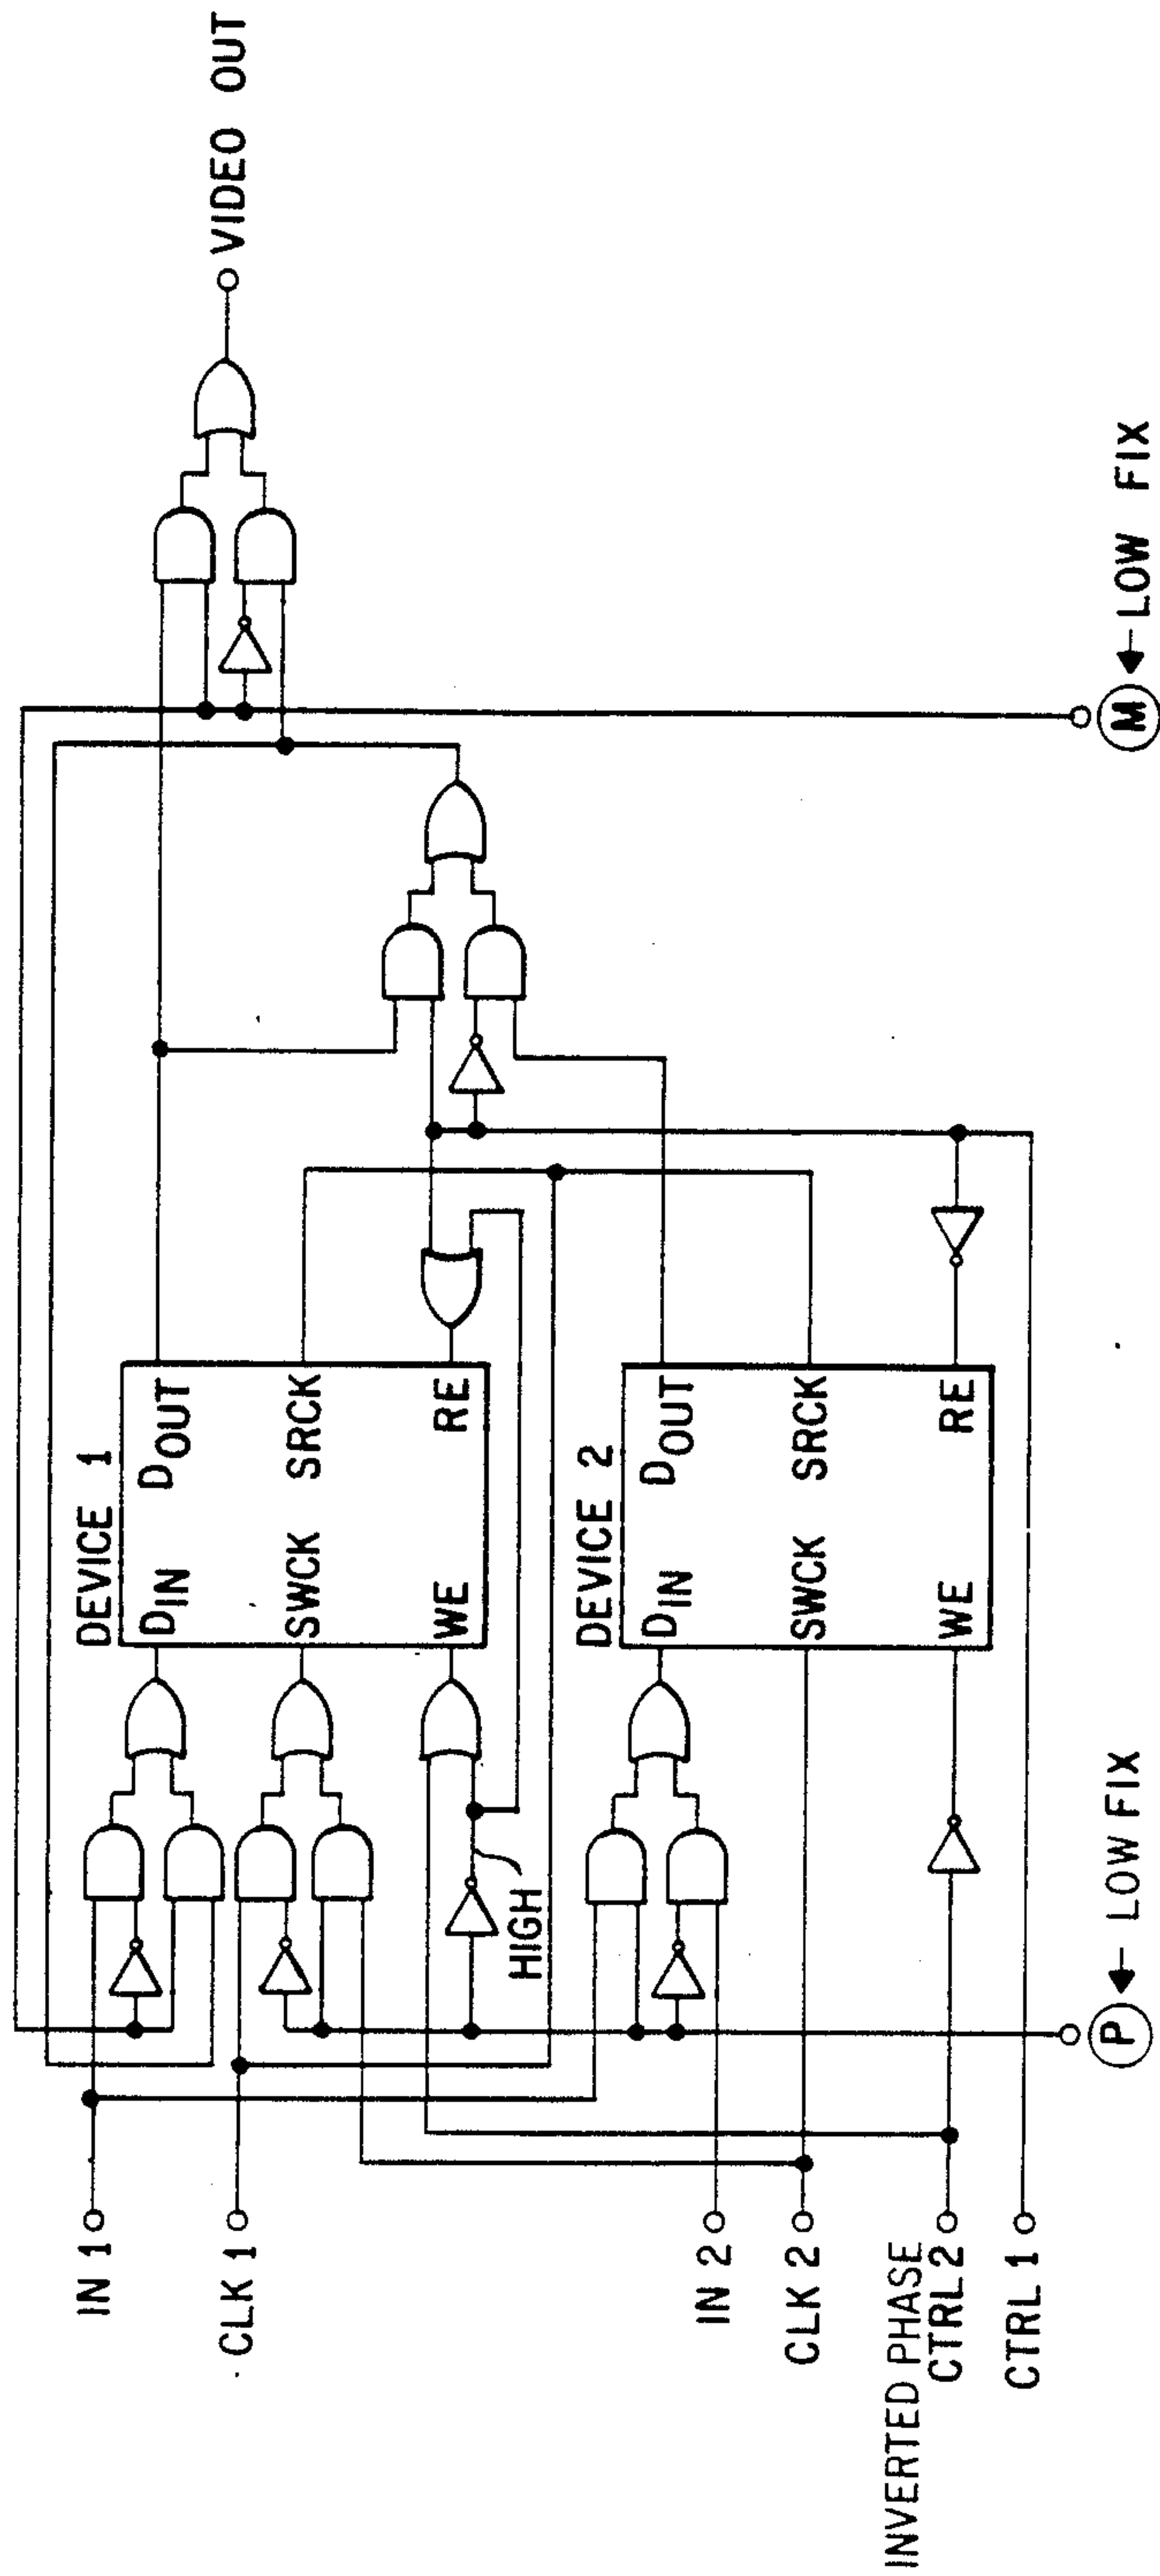 IN 1
CLK 1
IN 2
CLK 2
INVERTED PHASE
CTRL 2
CTRL 1
DEVICE 1
DIN DOUT
SWCK SRCK
WE RE
HIGH
DEVICE 2
DIN DOUT
SWCK SRCK
WE RE
P ← LOW FIX
M ← LOW FIX
VIDEO OUT